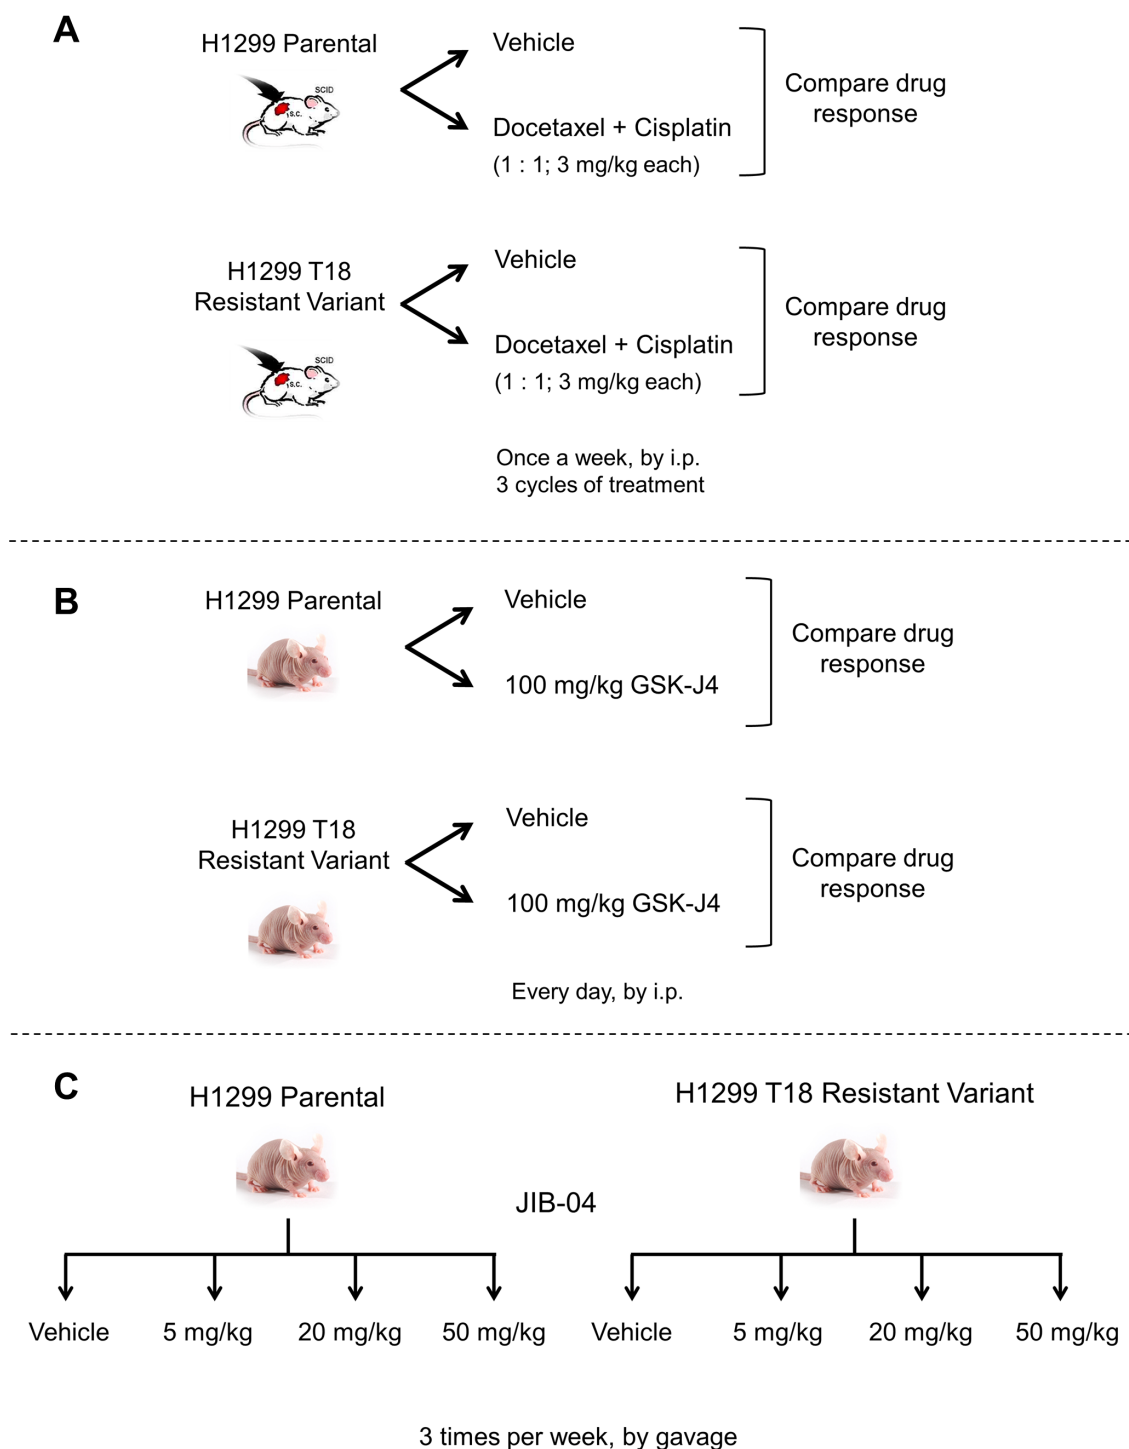 A
H1299 Parental
SCID
S.C.
Vehicle
Docetaxel + Cisplatin
(1 : 1; 3 mg/kg each)
Compare drug
response
H1299 T18
Resistant Variant
SCID
S.C.
Vehicle
Docetaxel + Cisplatin
(1 : 1; 3 mg/kg each)
Compare drug
response
Once a week, by i.p.
3 cycles of treatment
B
H1299 Parental
Vehicle
100 mg/kg GSK-J4
Compare drug
response
H1299 T18
Resistant Variant
Vehicle
100 mg/kg GSK-J4
Compare drug
response
Every day, by i.p.
C
H1299 Parental
H1299 T18 Resistant Variant
JIB-04
Vehicle
5 mg/kg
20 mg/kg
50 mg/kg
Vehicle
5 mg/kg
20 mg/kg
50 mg/kg
3 times per week, by gavage